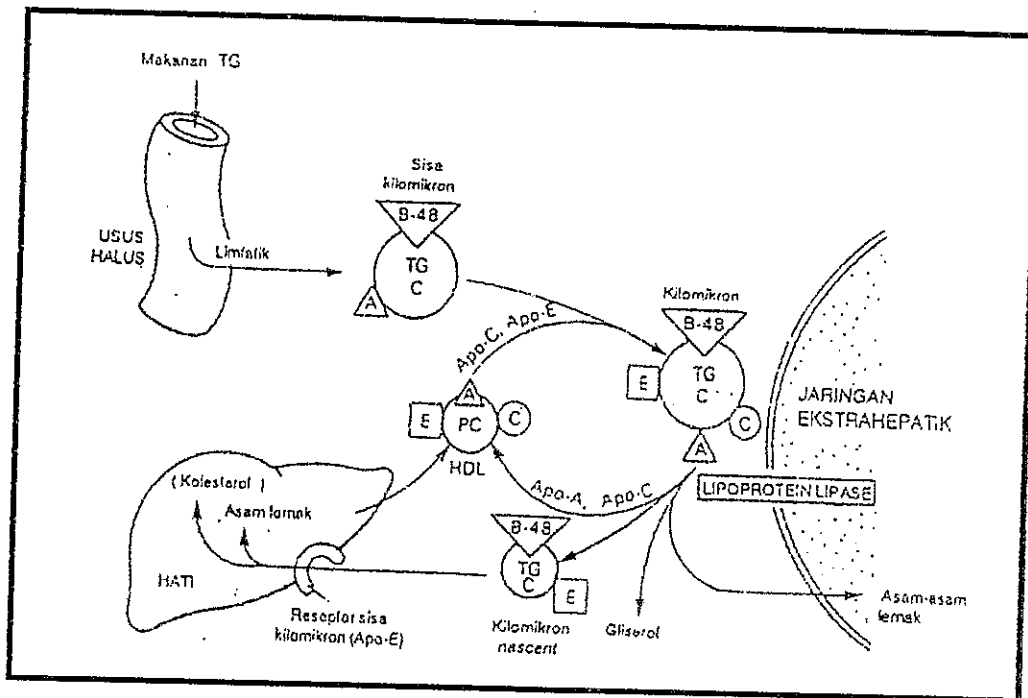 Makanan TG
Sisa
kilomikron
B-48
TG
C
A
USUS
HALUS
Limfatik
Kilomikron
B-48
TG
C
E
C
A
Apo-C, Apo-E
A
E
PC
C
HDL
JARINGAN
EKSTRAHEPATIK
LIPOPROTEIN LIPASE
Apo-A, Apo-C
(Kolesterol)
Asam lemak
HATI
B-48
TG
C
E
Reseptor sisa
kilomikron (Apo-E)
Kilomikron
nascent
Gliserol
Asam-asam
lemak